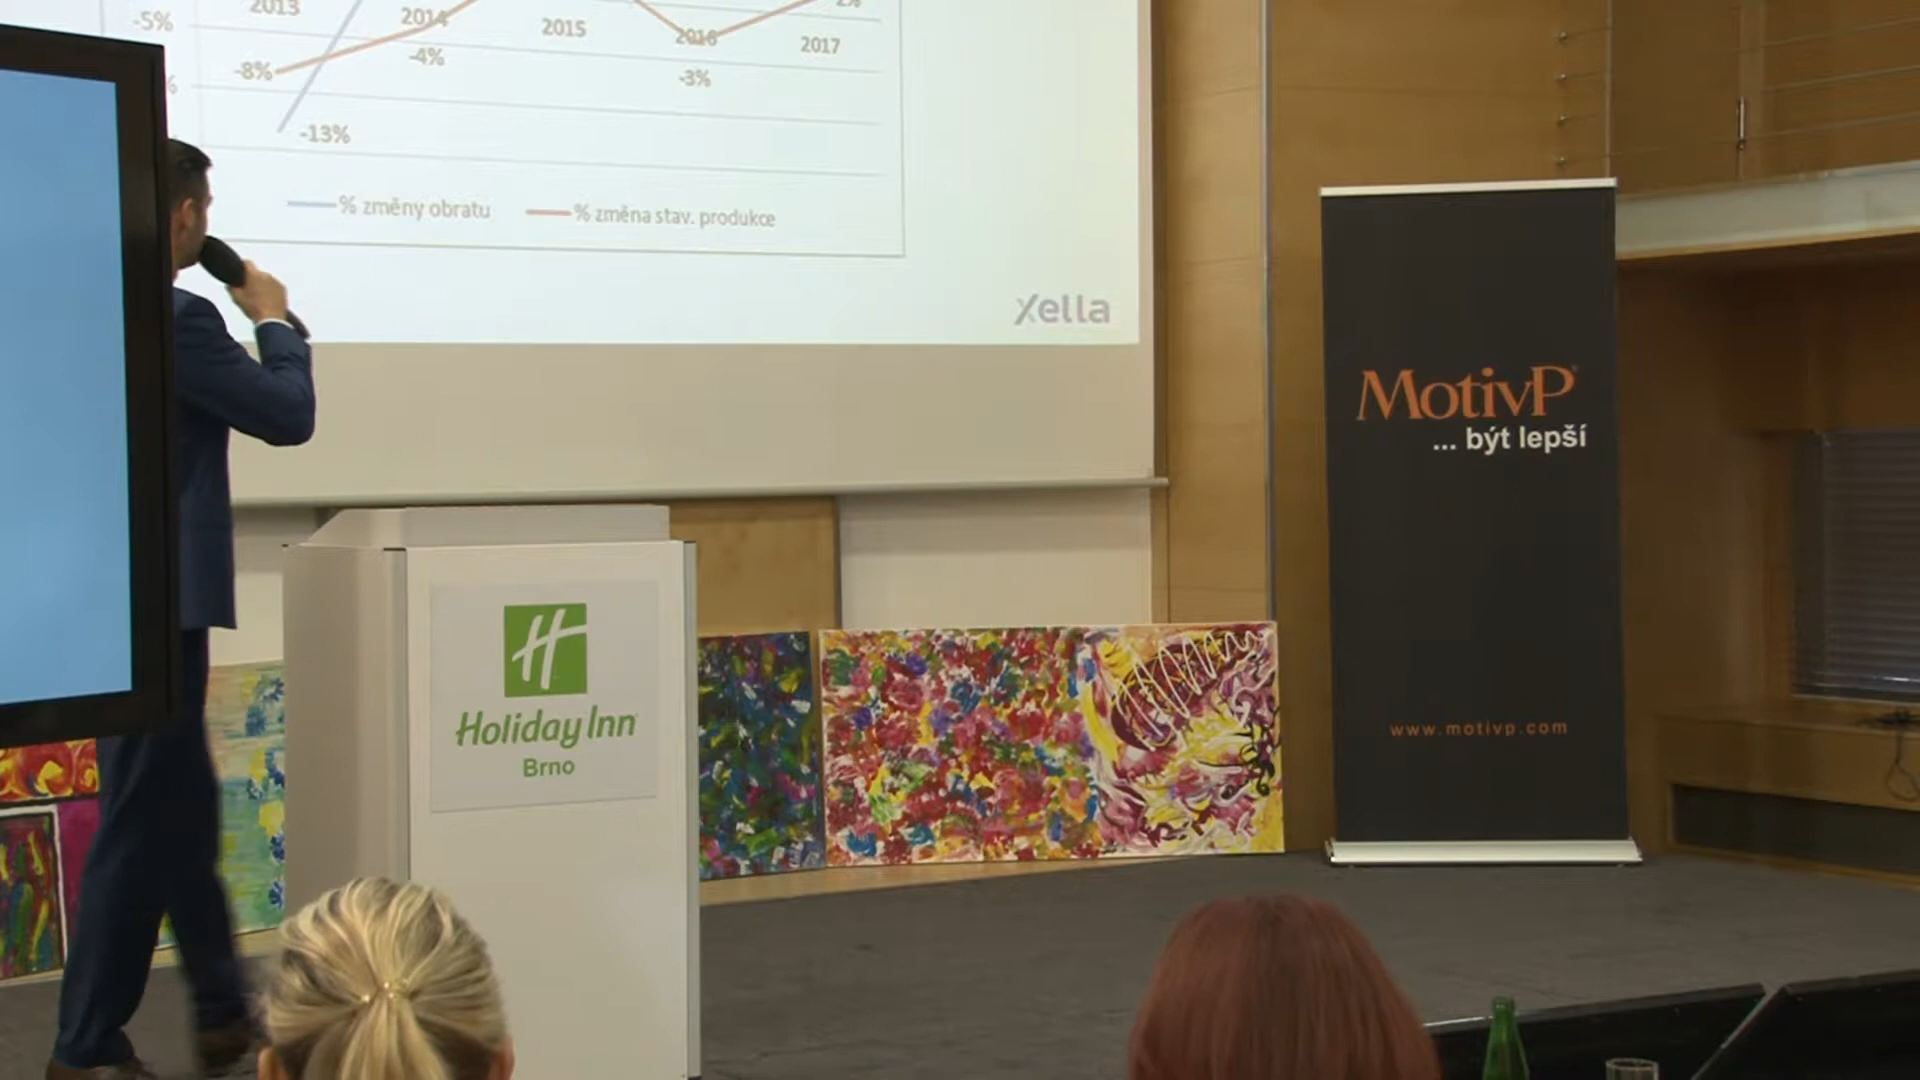 -5%
2013
2014
2015
2016
2017
2%
-8%
-4%
-3%
%
-13%
% změny obratu
% změna stav. produkce
Xella
MotivP®
... být lepší
www.motivp.com
H
Holiday Inn
Brno